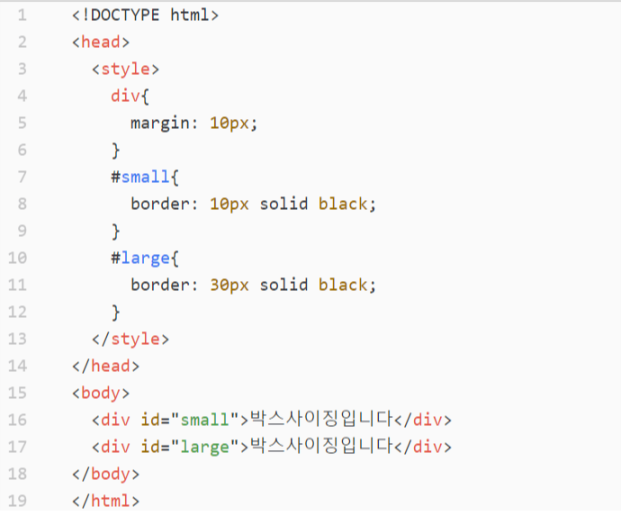 1 <!DOCTYPE html>
2 <head>
3 <style>
4 div{
5 margin: 10px;
6 }
7 #small{
8 border: 10px solid black;
9 }
10 #large{
11 border: 30px solid black;
12 }
13 </style>
14 </head>
15 <body>
16 <div id="small">박스사이징입니다</div>
17 <div id="large">박스사이징입니다</div>
18 </body>
19 </html>